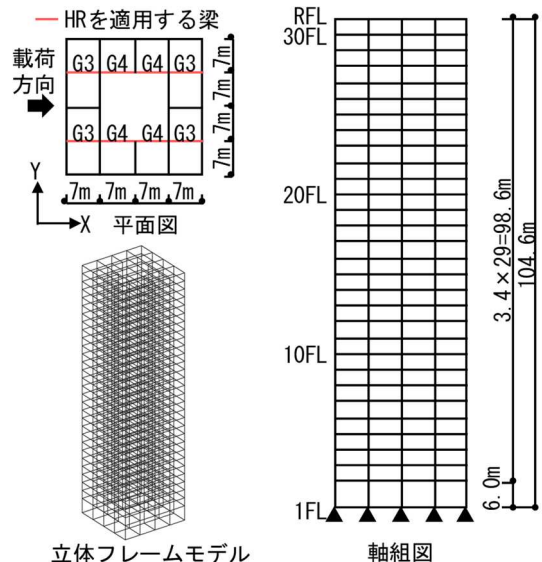 HRを適用する梁
載荷
方向
G3 G4 G4 G3
G3 G4 G4 G3
7m
7m
7m
7m
Y
7m 7m 7m 7m
X 平面図
立体フレームモデル
RFL
30FL
20FL
10FL
1FL
3.4×29=98.6m
104.6m
6.0m
軸組図